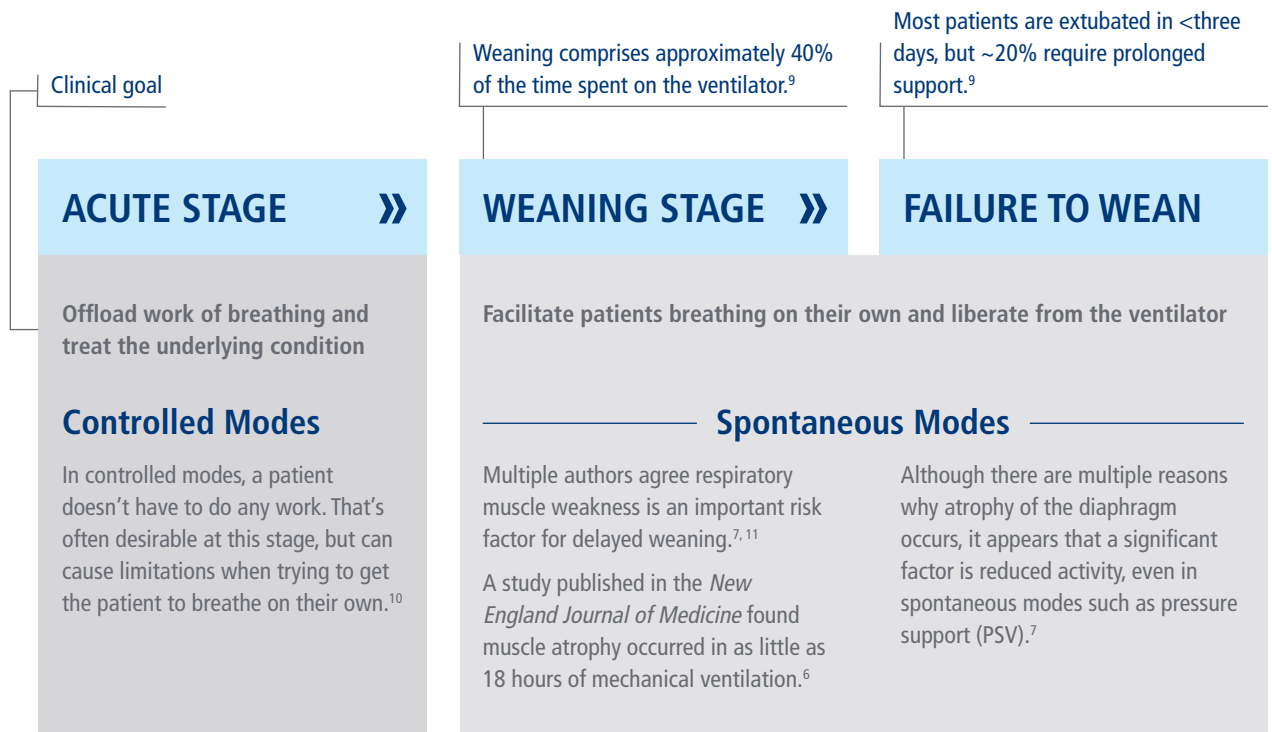 Clinical goal
Weaning comprises approximately 40%
of the time spent on the ventilator.⁹
Most patients are extubated in <three
days, but ~20% require prolonged
support.⁹
ACUTE STAGE »
WEANING STAGE »
FAILURE TO WEAN
Offload work of breathing and
treat the underlying condition
Controlled Modes
In controlled modes, a patient
doesn't have to do any work. That's
often desirable at this stage, but can
cause limitations when trying to get
the patient to breathe on their own.¹⁰
Facilitate patients breathing on their own and liberate from the ventilator
Spontaneous Modes
Multiple authors agree respiratory
muscle weakness is an important risk
factor for delayed weaning.⁷, ¹¹
A study published in the New
England Journal of Medicine found
muscle atrophy occurred in as little as
18 hours of mechanical ventilation.⁶
Although there are multiple reasons
why atrophy of the diaphragm
occurs, it appears that a significant
factor is reduced activity, even in
spontaneous modes such as pressure
support (PSV).⁷